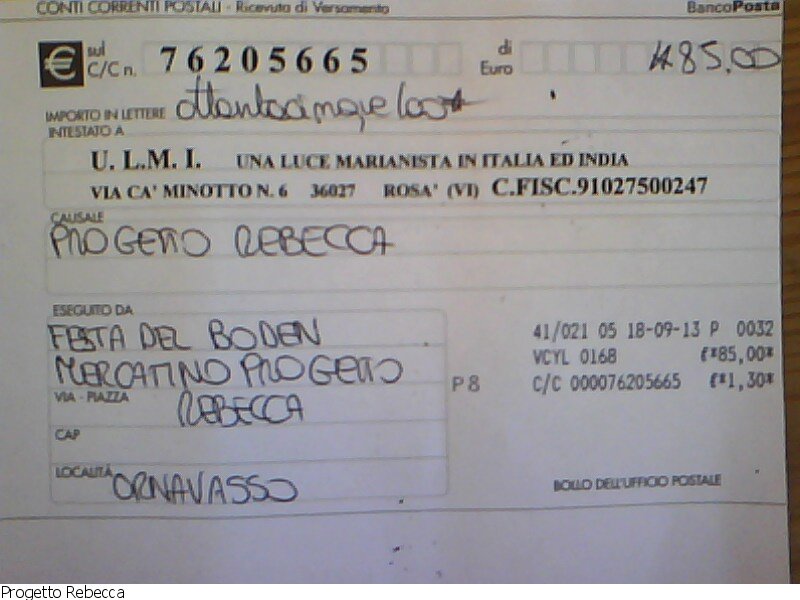 CONTI CORRENTI POSTALI - Ricevuta di Versamento BancoPosta
€ sul C/C n. 76205665 di Euro #85.00
IMPORTO IN LETTERE ottantacinque/00#
INTESTATO A
U. L.M. I. UNA LUCE MARIANISTA IN ITALIA ED INDIA
VIA CA' MINOTTO N. 6 36027 ROSA' (VI) C.FISC.91027500247
CAUSALE
PROGETTO REBECCA
ESEGUITO DA
FESTA DEL BODEN
MERCATINO PROGETTO
VIA - PIAZZA REBECCA
CAP
LOCALITÀ ORNAVASSO
P 8
41/021 05 18-09-13 P 0032
VCYL 0168 €*85,00*
C/C 000076205665 €*1,30*
BOLLO DELL'UFFICIO POSTALE
Progetto Rebecca